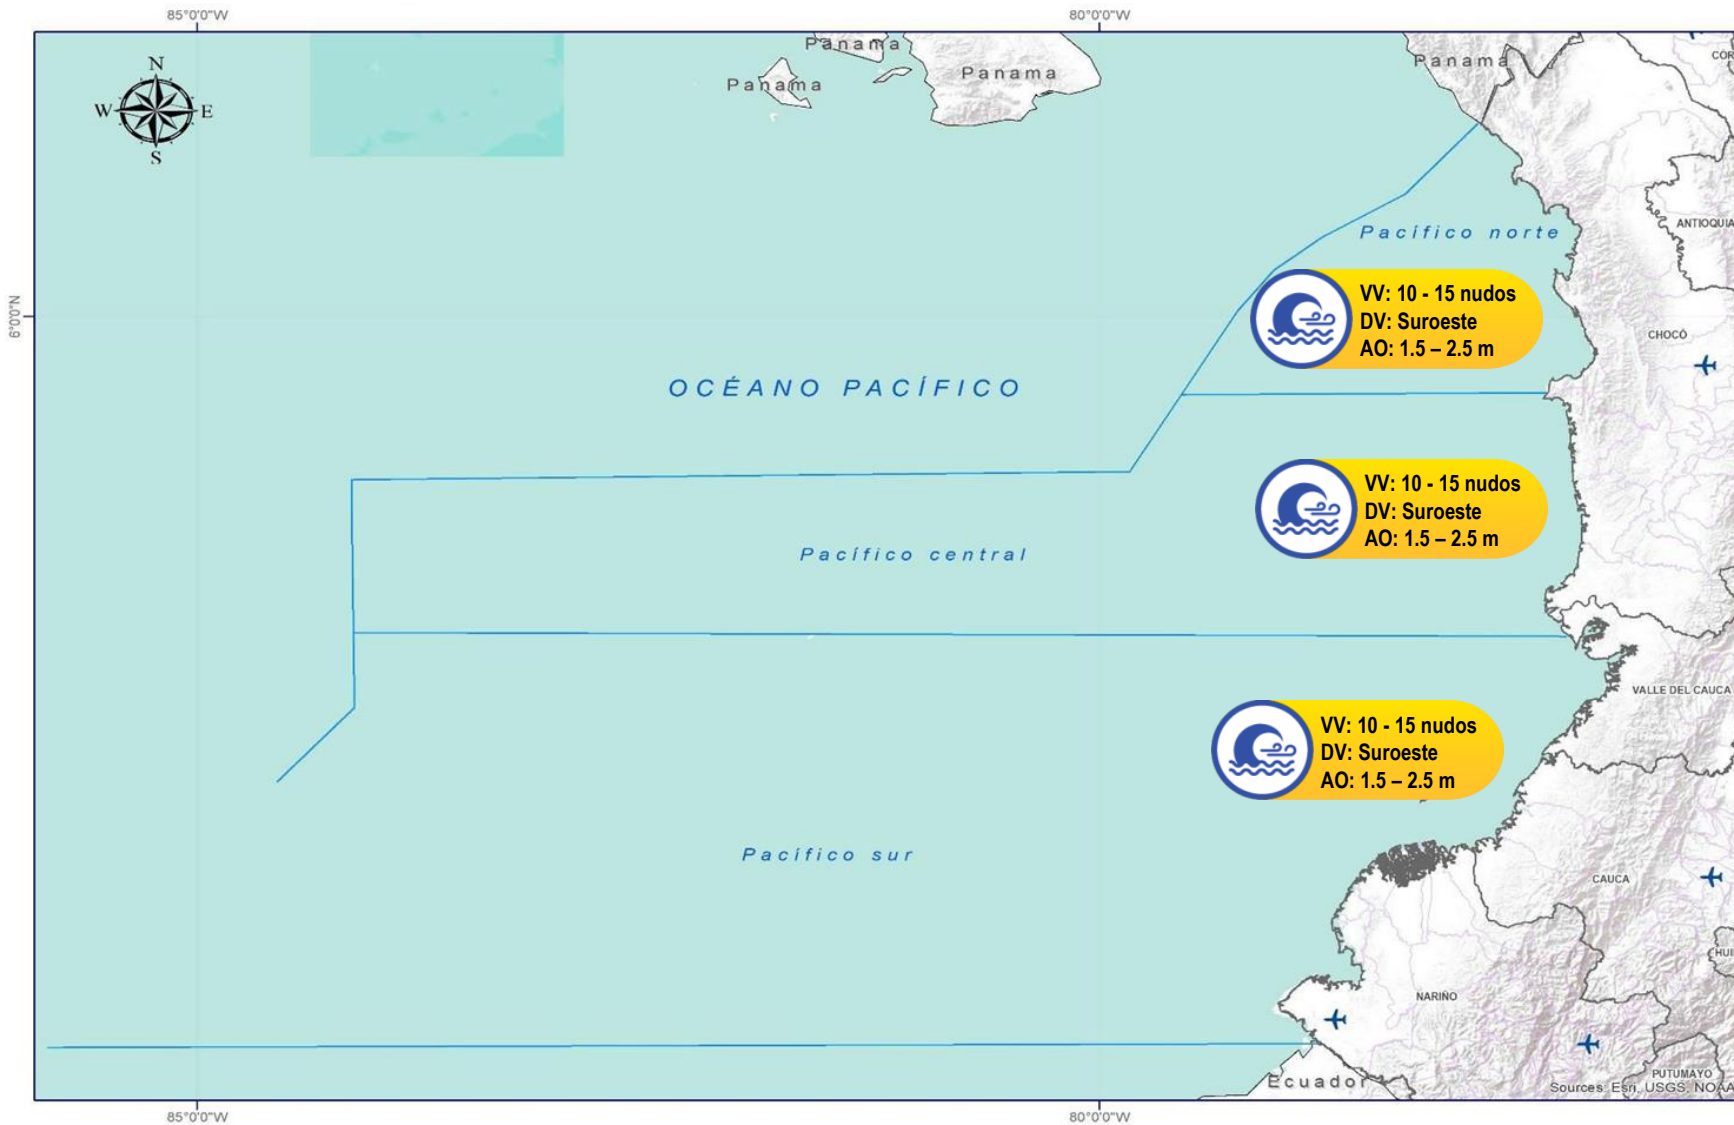 85°0'0"W
80°0'0"W
Panama
Panama
Panama
Panama
N
W
E
S
ANTIOQUIA
Pacífico norte
VV: 10 - 15 nudos
DV: Suroeste
AO: 1.5 – 2.5 m
6°0'0"N
CHOCÓ
OCÉANO PACÍFICO
VV: 10 - 15 nudos
DV: Suroeste
AO: 1.5 – 2.5 m
Pacífico central
VALLE DEL CAUCA
VV: 10 - 15 nudos
DV: Suroeste
AO: 1.5 – 2.5 m
Pacífico sur
CAUCA
HUI
NARIÑO
PUTUMAYO
Ecuador
Sources: Esri, USGS, NOAA
85°0'0"W
80°0'0"W